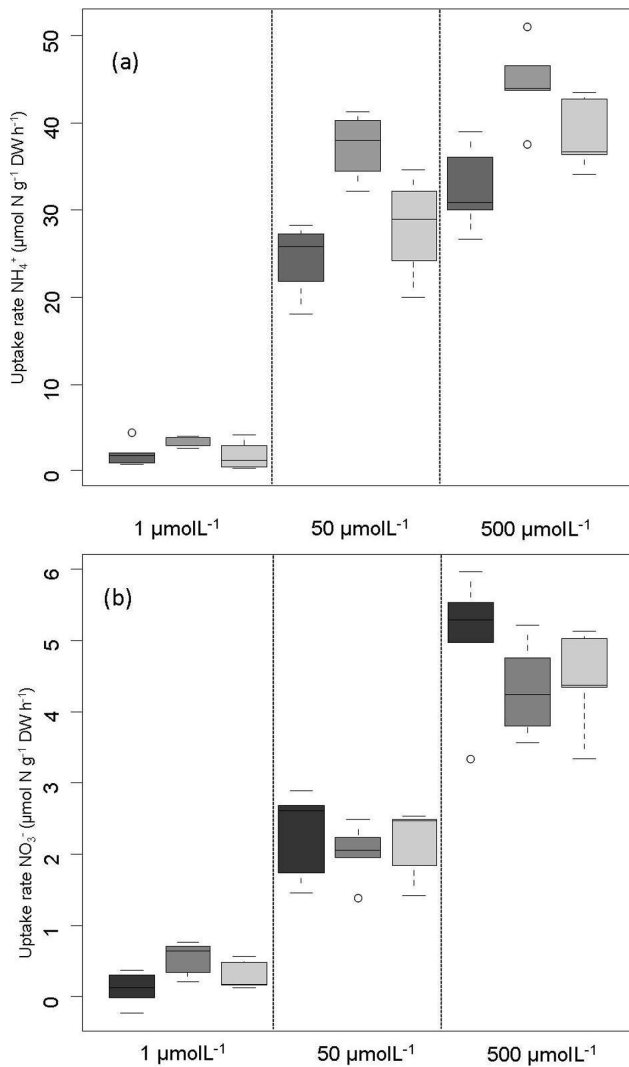 (a)
Uptake rate NH₄⁺ (µmol N g⁻¹ DW h⁻¹)
50
40
30
20
10
0
1 µmolL⁻¹ 50 µmolL⁻¹ 500 µmolL⁻¹
(b)
Uptake rate NO₃⁻ (µmol N g⁻¹ DW h⁻¹)
6
5
4
3
2
1
0
1 µmolL⁻¹ 50 µmolL⁻¹ 500 µmolL⁻¹